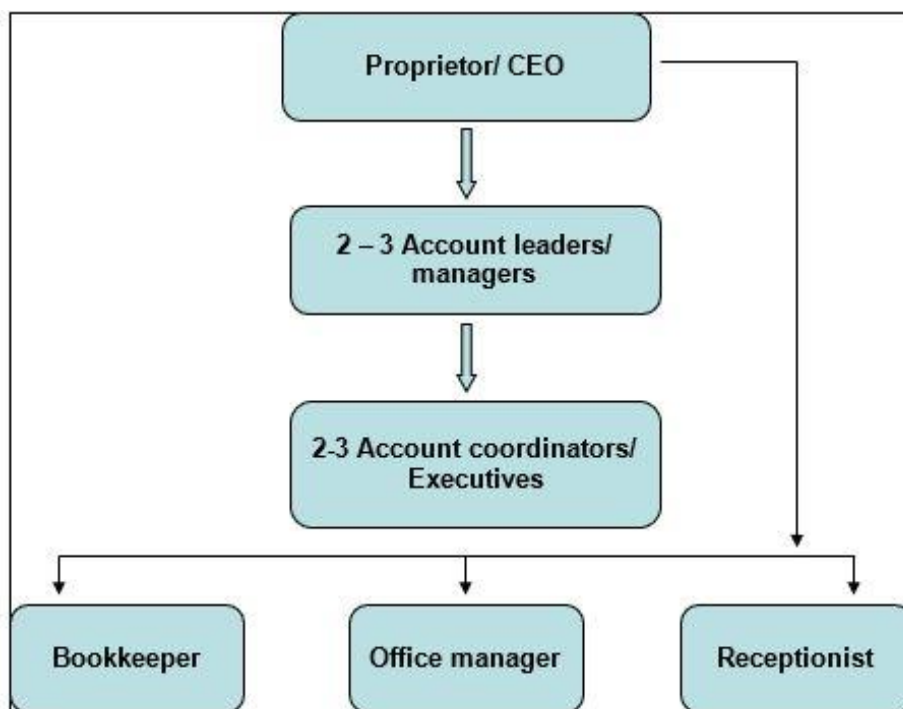 Proprietor/ CEO
2 – 3 Account leaders/
managers
2-3 Account coordinators/
Executives
Bookkeeper
Office manager
Receptionist